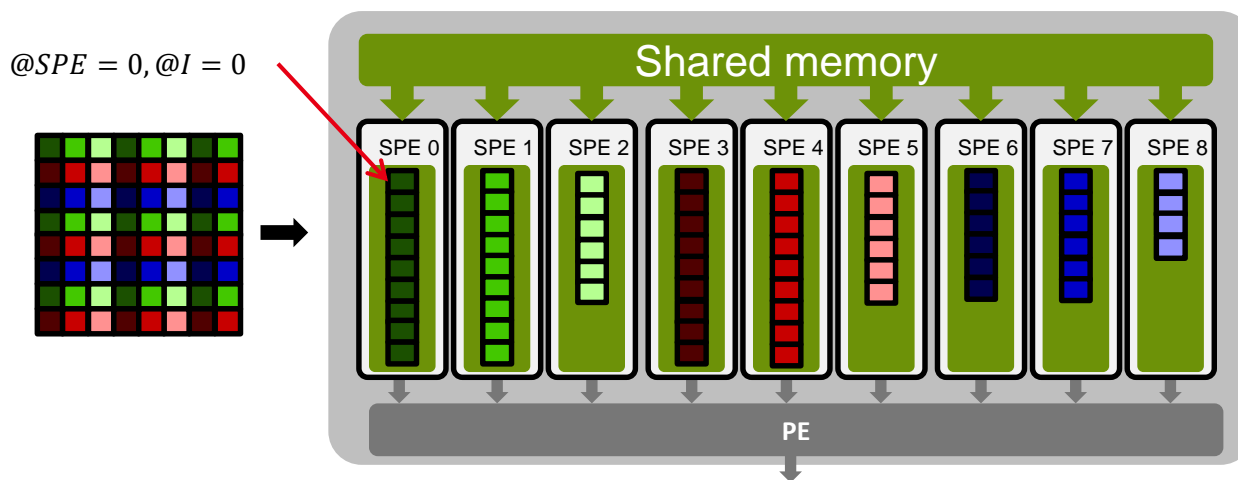 Shared memory
@SPE = 0, @I = 0
SPE 0
SPE 1
SPE 2
SPE 3
SPE 4
SPE 5
SPE 6
SPE 7
SPE 8
PE